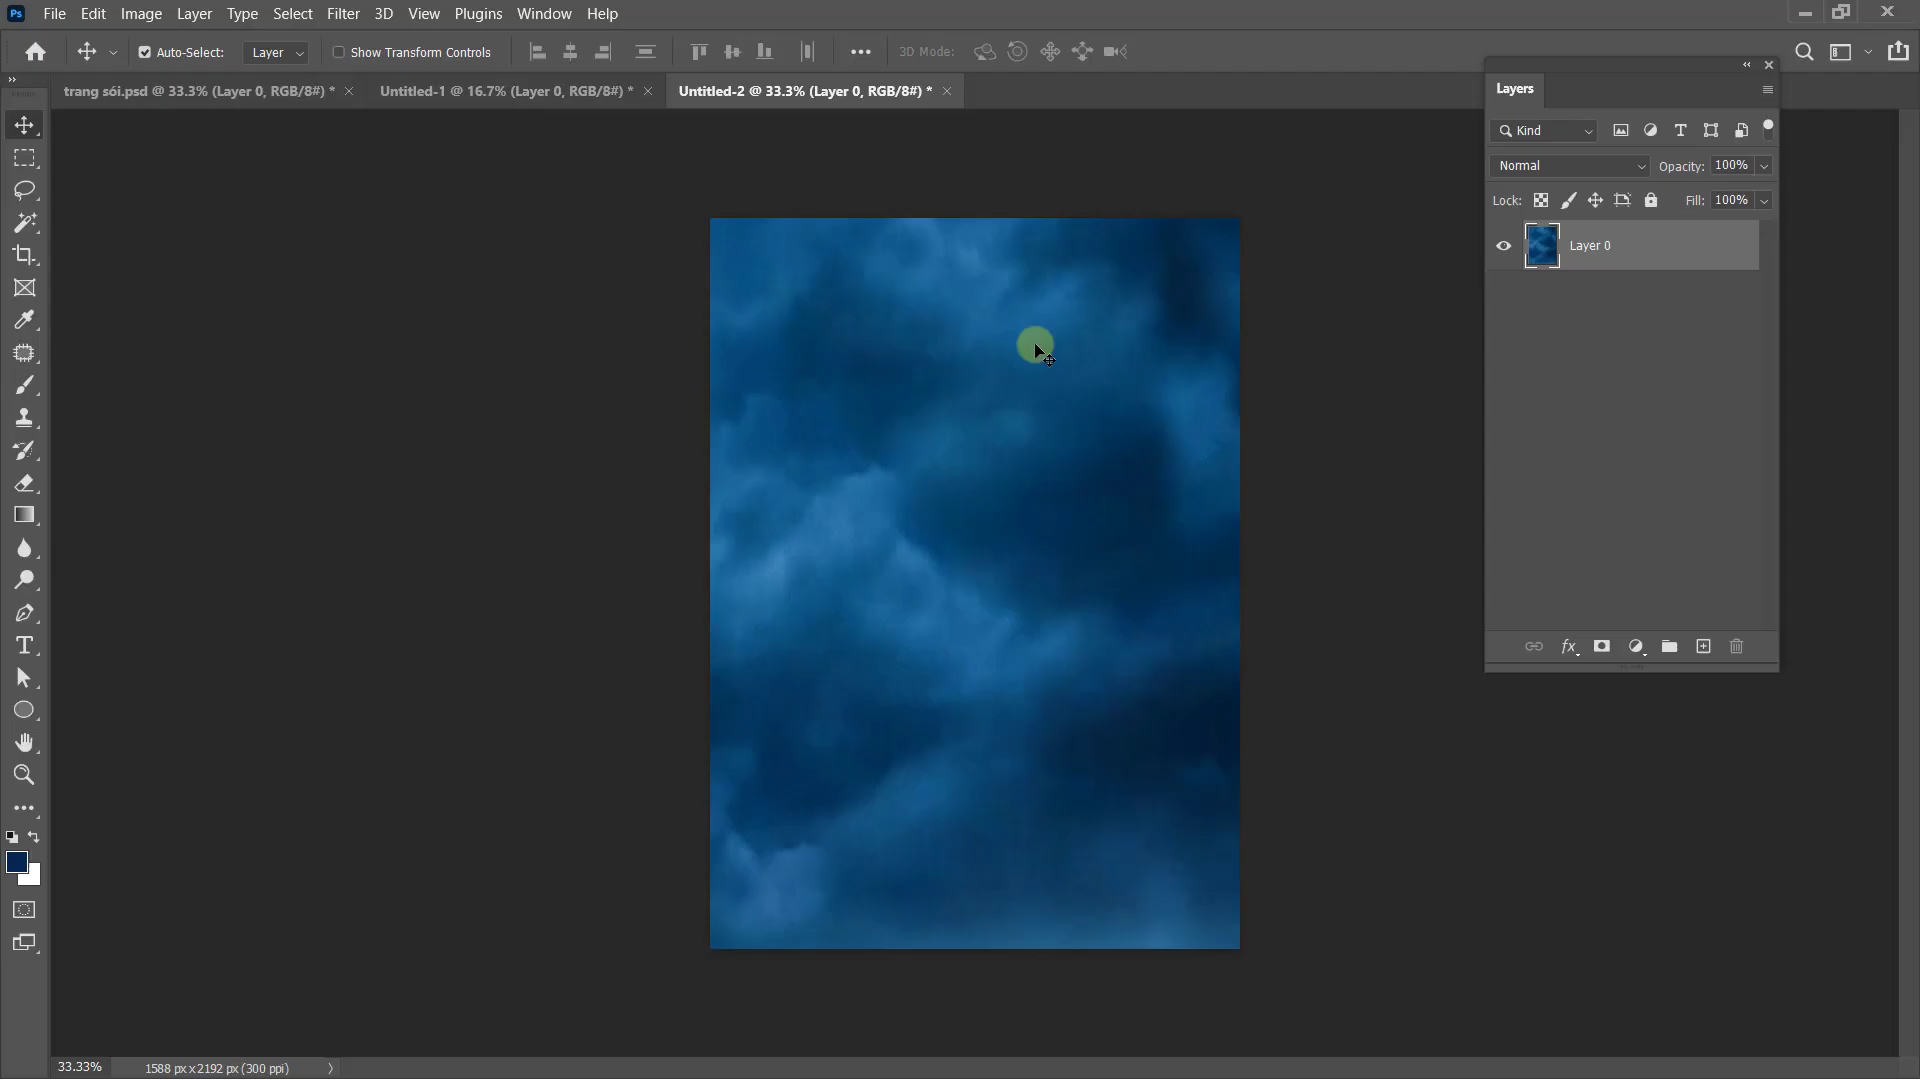 Ps File Edit Image Layer Type Select Filter 3D View Plugins Window Help
Auto-Select: Layer Show Transform Controls 3D Mode:
trang sói.psd @ 33.3% (Layer 0, RGB/8#) * Untitled-1 @ 16.7% (Layer 0, RGB/8#) * Untitled-2 @ 33.3% (Layer 0, RGB/8#) *
Layers
Kind
Normal Opacity: 100%
Lock: Fill: 100%
Layer 0
fx
33.33% 1588 px x 2192 px (300 ppi)